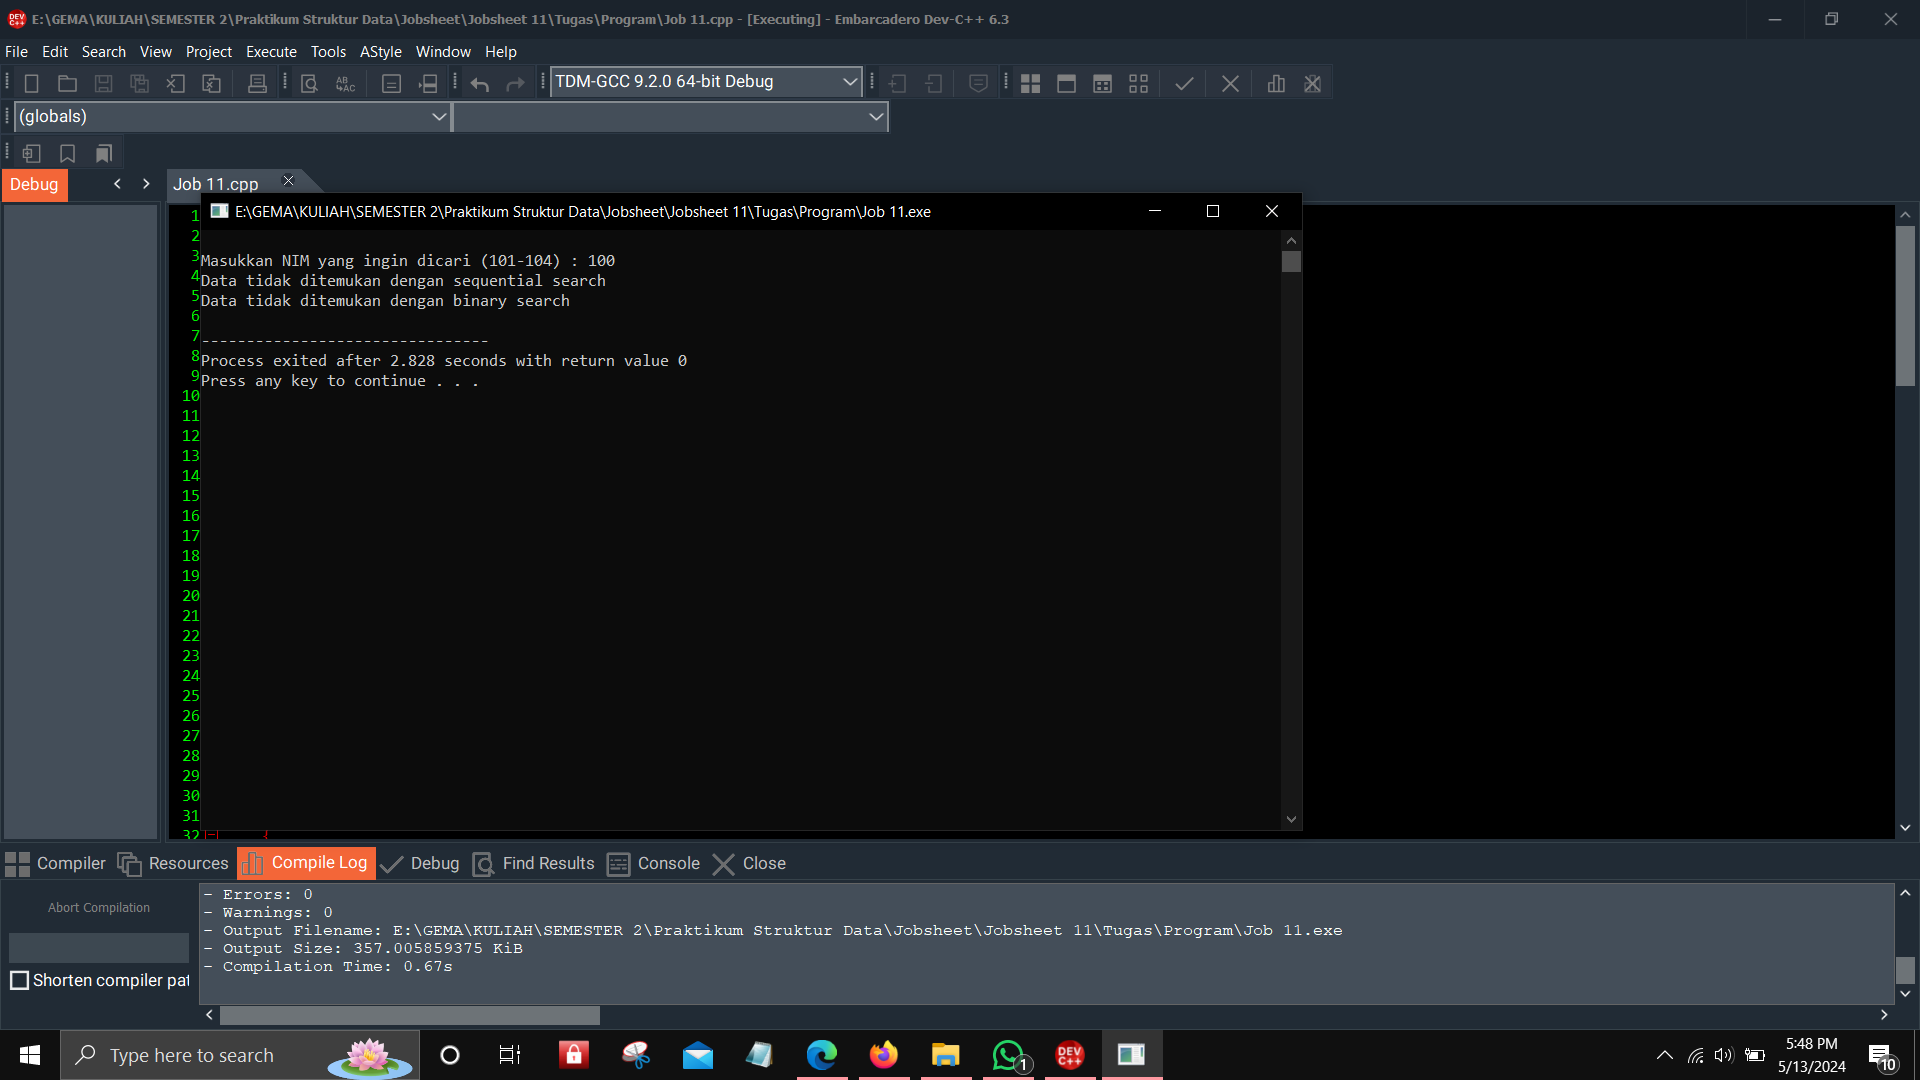 E:\GEMA\KULIAH\SEMESTER 2\Praktikum Struktur Data\Jobsheet\Jobsheet 11\Tugas\Program\Job 11.cpp - [Executing] - Embarcadero Dev-C++ 6.3
File Edit Search View Project Execute Tools AStyle Window Help
TDM-GCC 9.2.0 64-bit Debug
(globals)
Debug
Job 11.cpp
E:\GEMA\KULIAH\SEMESTER 2\Praktikum Struktur Data\Jobsheet\Jobsheet 11\Tugas\Program\Job 11.exe
Masukkan NIM yang ingin dicari (101-104) : 100
Data tidak ditemukan dengan sequential search
Data tidak ditemukan dengan binary search
--------------------------------
Process exited after 2.828 seconds with return value 0
Press any key to continue . . .
1
2
3
4
5
6
7
8
9
10
11
12
13
14
15
16
17
18
19
20
21
22
23
24
25
26
27
28
29
30
31
32 {
Compiler Resources Compile Log Debug Find Results Console Close
Abort Compilation
Shorten compiler pat
- Errors: 0
- Warnings: 0
- Output Filename: E:\GEMA\KULIAH\SEMESTER 2\Praktikum Struktur Data\Jobsheet\Jobsheet 11\Tugas\Program\Job 11.exe
- Output Size: 357.005859375 KiB
- Compilation Time: 0.67s
Type here to search
1
DEV C++
5:48 PM
5/13/2024
10